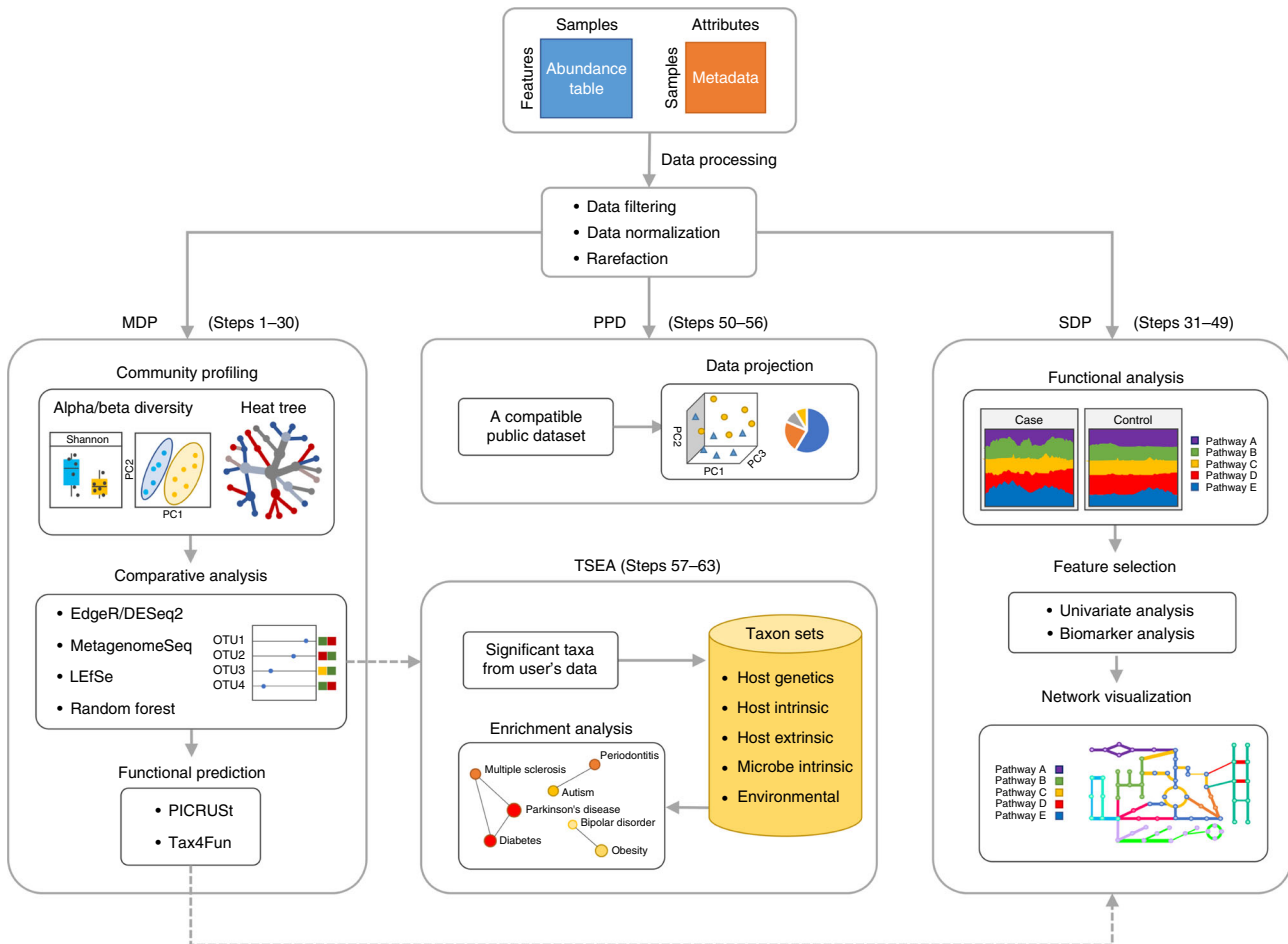 Samples
Attributes
Features
Abundance
table
Samples
Metadata
Data processing
• Data filtering
• Data normalization
• Rarefaction
MDP (Steps 1–30)
PPD (Steps 50–56)
SDP (Steps 31–49)
Community profiling
Alpha/beta diversity
Heat tree
Shannon
PC2
PC1
Comparative analysis
• EdgeR/DESeq2
• MetagenomeSeq
• LEfSe
• Random forest
OTU1
OTU2
OTU3
OTU4
Functional prediction
• PICRUSt
• Tax4Fun
Data projection
A compatible
public dataset
PC2
PC1
PC3
TSEA (Steps 57–63)
Significant taxa
from user's data
Taxon sets
• Host genetics
• Host intrinsic
• Host extrinsic
• Microbe intrinsic
• Environmental
Enrichment analysis
Periodontitis
Multiple sclerosis
Autism
Parkinson's disease
Bipolar disorder
Diabetes
Obesity
Functional analysis
Case
Control
Pathway A
Pathway B
Pathway C
Pathway D
Pathway E
Feature selection
• Univariate analysis
• Biomarker analysis
Network visualization
Pathway A
Pathway B
Pathway C
Pathway D
Pathway E